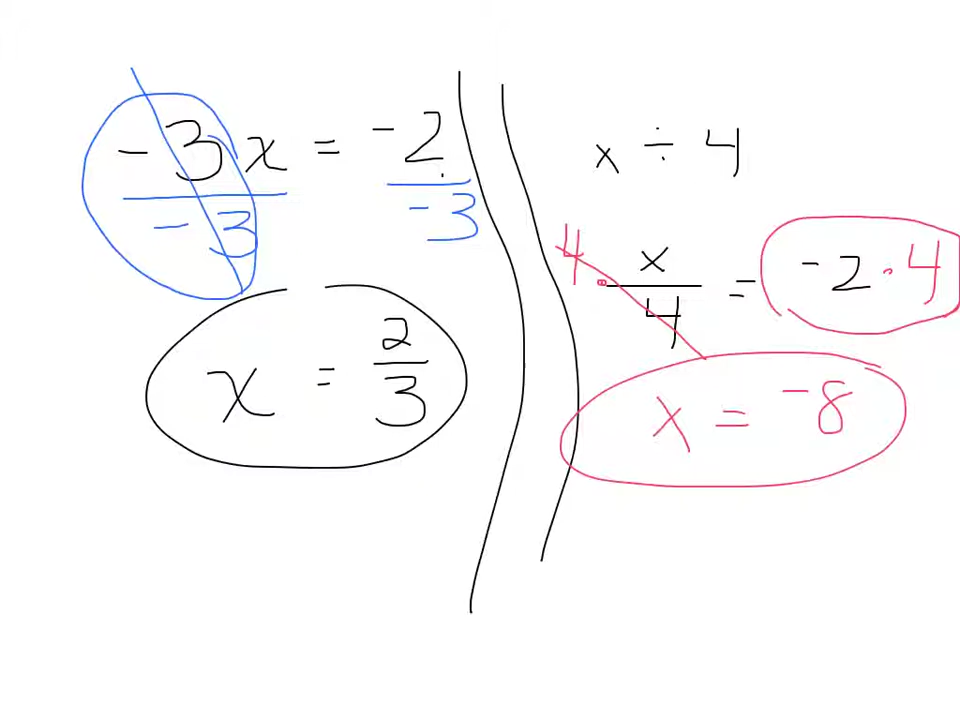 -3x = -2
-3 -3
x = 2/3
x ÷ 4
4 · x/4 = -2 · 4
x = -8